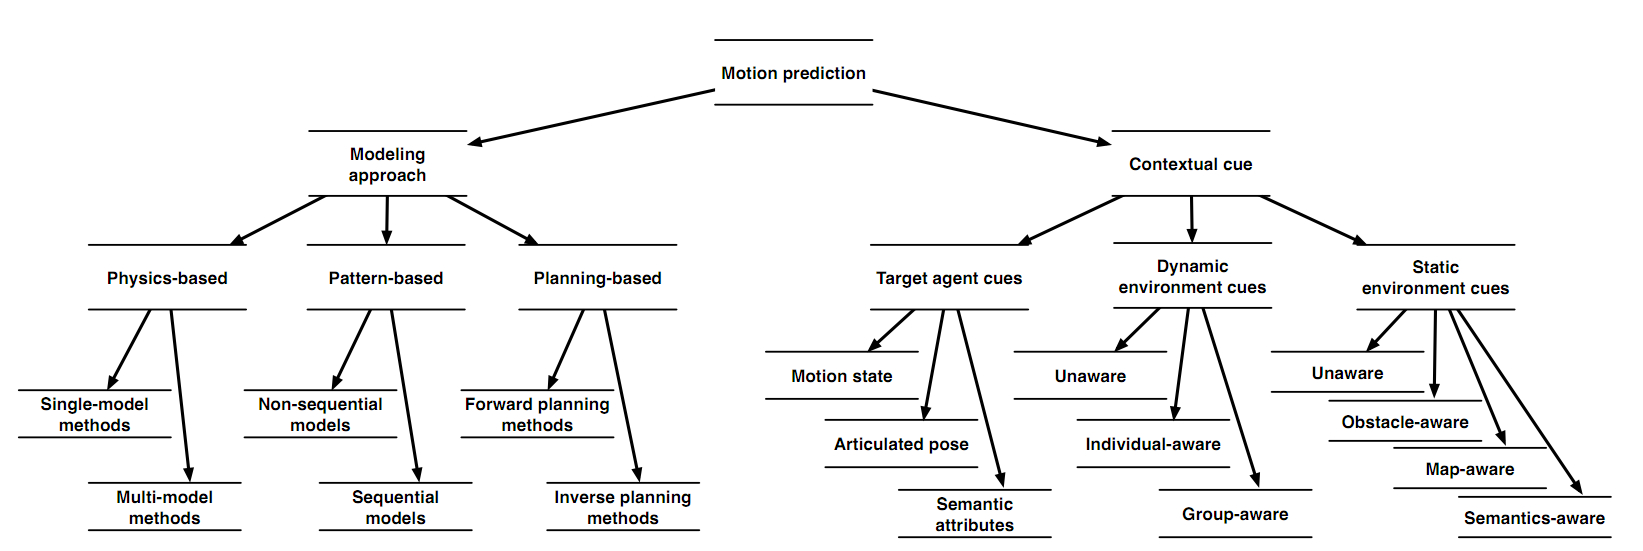 Motion prediction
Modeling
approach
Contextual cue
Physics-based
Pattern-based
Planning-based
Target agent cues
Dynamic
environment cues
Static
environment cues
Single-model
methods
Non-sequential
models
Forward planning
methods
Multi-model
methods
Sequential
models
Inverse planning
methods
Motion state
Articulated pose
Semantic
attributes
Unaware
Individual-aware
Group-aware
Unaware
Obstacle-aware
Map-aware
Semantics-aware